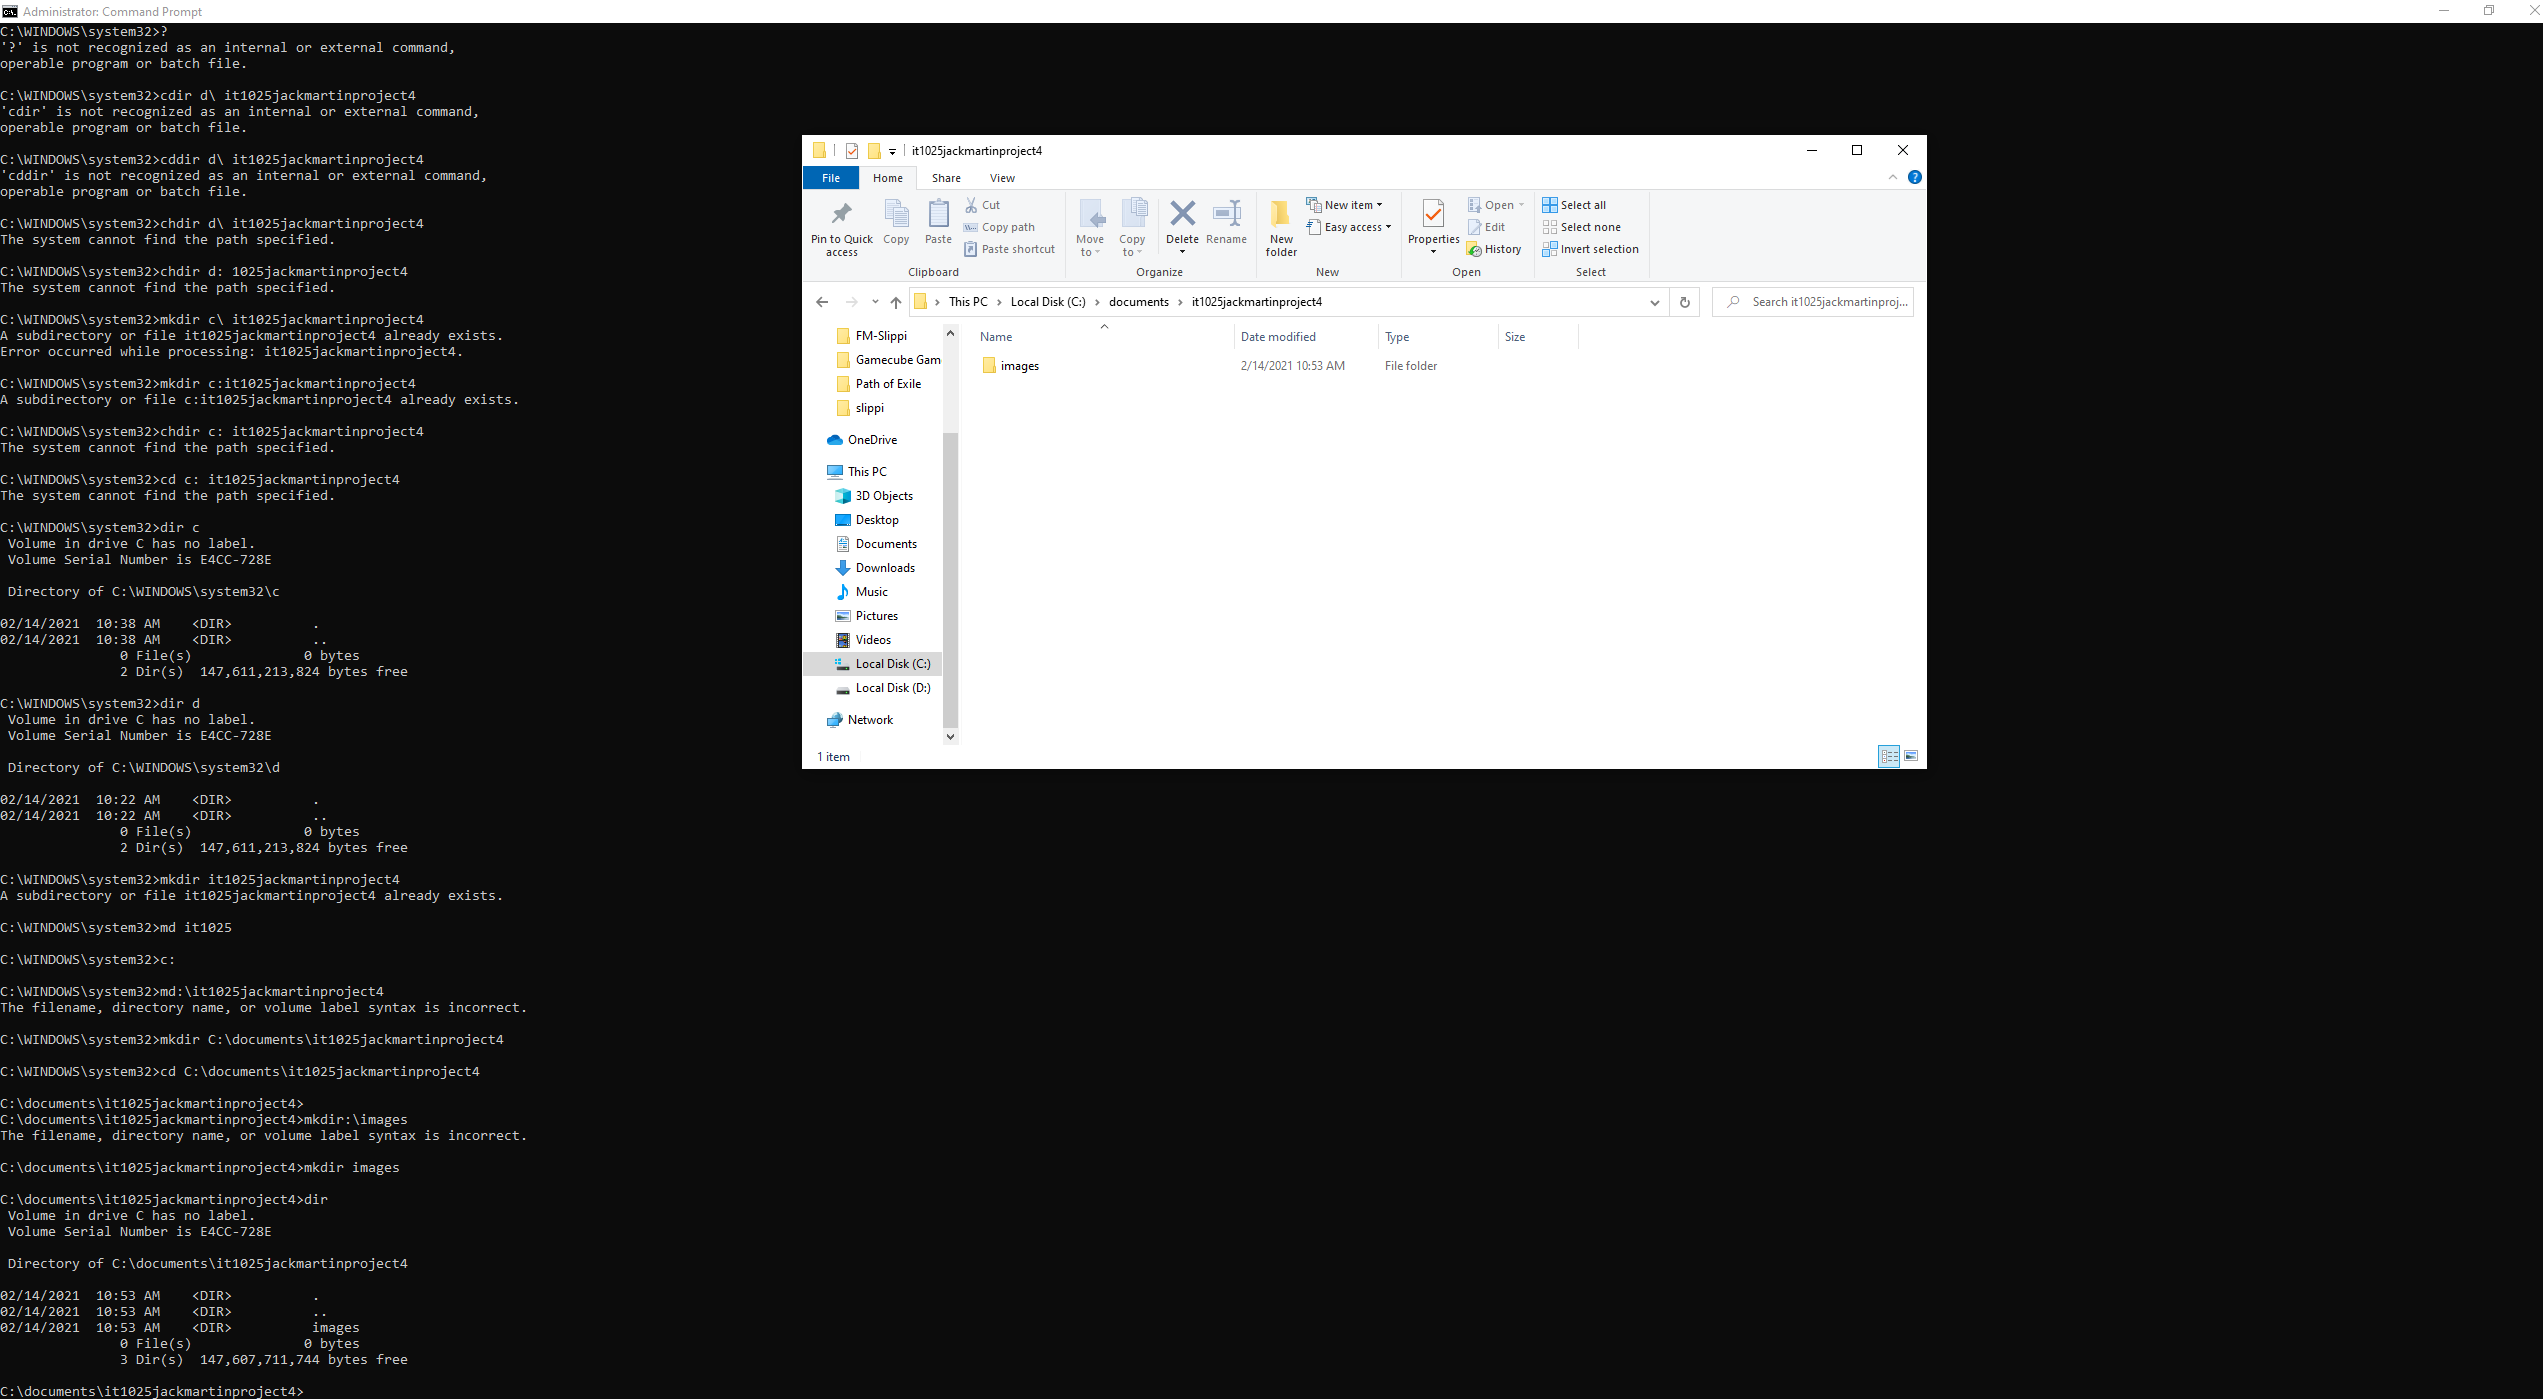 Administrator: Command Prompt
C:\WINDOWS\system32>?
'?' is not recognized as an internal or external command,
operable program or batch file.
C:\WINDOWS\system32>cdir d\ it1025jackmartinproject4
'cdir' is not recognized as an internal or external command,
operable program or batch file.
C:\WINDOWS\system32>cddir d\ it1025jackmartinproject4
'cddir' is not recognized as an internal or external command,
operable program or batch file.
C:\WINDOWS\system32>chdir d\ it1025jackmartinproject4
The system cannot find the path specified.
C:\WINDOWS\system32>chdir d: 1025jackmartinproject4
The system cannot find the path specified.
C:\WINDOWS\system32>mkdir c\ it1025jackmartinproject4
A subdirectory or file it1025jackmartinproject4 already exists.
Error occurred while processing: it1025jackmartinproject4.
C:\WINDOWS\system32>mkdir c:it1025jackmartinproject4
A subdirectory or file c:it1025jackmartinproject4 already exists.
C:\WINDOWS\system32>chdir c: it1025jackmartinproject4
The system cannot find the path specified.
C:\WINDOWS\system32>cd c: it1025jackmartinproject4
The system cannot find the path specified.
C:\WINDOWS\system32>dir c
Volume in drive C has no label.
Volume Serial Number is E4CC-728E
Directory of C:\WINDOWS\system32\c
02/14/2021 10:38 AM <DIR> .
02/14/2021 10:38 AM <DIR> ..
0 File(s) 0 bytes
2 Dir(s) 147,611,213,824 bytes free
C:\WINDOWS\system32>dir d
Volume in drive C has no label.
Volume Serial Number is E4CC-728E
Directory of C:\WINDOWS\system32\d
02/14/2021 10:22 AM <DIR> .
02/14/2021 10:22 AM <DIR> ..
0 File(s) 0 bytes
2 Dir(s) 147,611,213,824 bytes free
C:\WINDOWS\system32>mkdir it1025jackmartinproject4
A subdirectory or file it1025jackmartinproject4 already exists.
C:\WINDOWS\system32>md it1025
C:\WINDOWS\system32>c:
C:\WINDOWS\system32>md:\it1025jackmartinproject4
The filename, directory name, or volume label syntax is incorrect.
C:\WINDOWS\system32>mkdir C:\documents\it1025jackmartinproject4
C:\WINDOWS\system32>cd C:\documents\it1025jackmartinproject4
C:\documents\it1025jackmartinproject4>
C:\documents\it1025jackmartinproject4>mkdir:\images
The filename, directory name, or volume label syntax is incorrect.
C:\documents\it1025jackmartinproject4>mkdir images
C:\documents\it1025jackmartinproject4>dir
Volume in drive C has no label.
Volume Serial Number is E4CC-728E
Directory of C:\documents\it1025jackmartinproject4
02/14/2021 10:53 AM <DIR> .
02/14/2021 10:53 AM <DIR> ..
02/14/2021 10:53 AM <DIR> images
0 File(s) 0 bytes
3 Dir(s) 147,607,711,744 bytes free
C:\documents\it1025jackmartinproject4>
it1025jackmartinproject4
File Home Share View
Pin to Quick access
Copy
Paste
Cut
Copy path
Paste shortcut
Clipboard
Move to
Copy to
Delete
Rename
Organize
New folder
New item
Easy access
New
Properties
Open
Edit
History
Open
Select all
Select none
Invert selection
Select
This PC > Local Disk (C:) > documents > it1025jackmartinproject4
Search it1025jackmartinproj...
FM-Slippi
Gamecube Gam
Path of Exile
slippi
OneDrive
This PC
3D Objects
Desktop
Documents
Downloads
Music
Pictures
Videos
Local Disk (C:)
Local Disk (D:)
Network
Name Date modified Type Size
images 2/14/2021 10:53 AM File folder
1 item